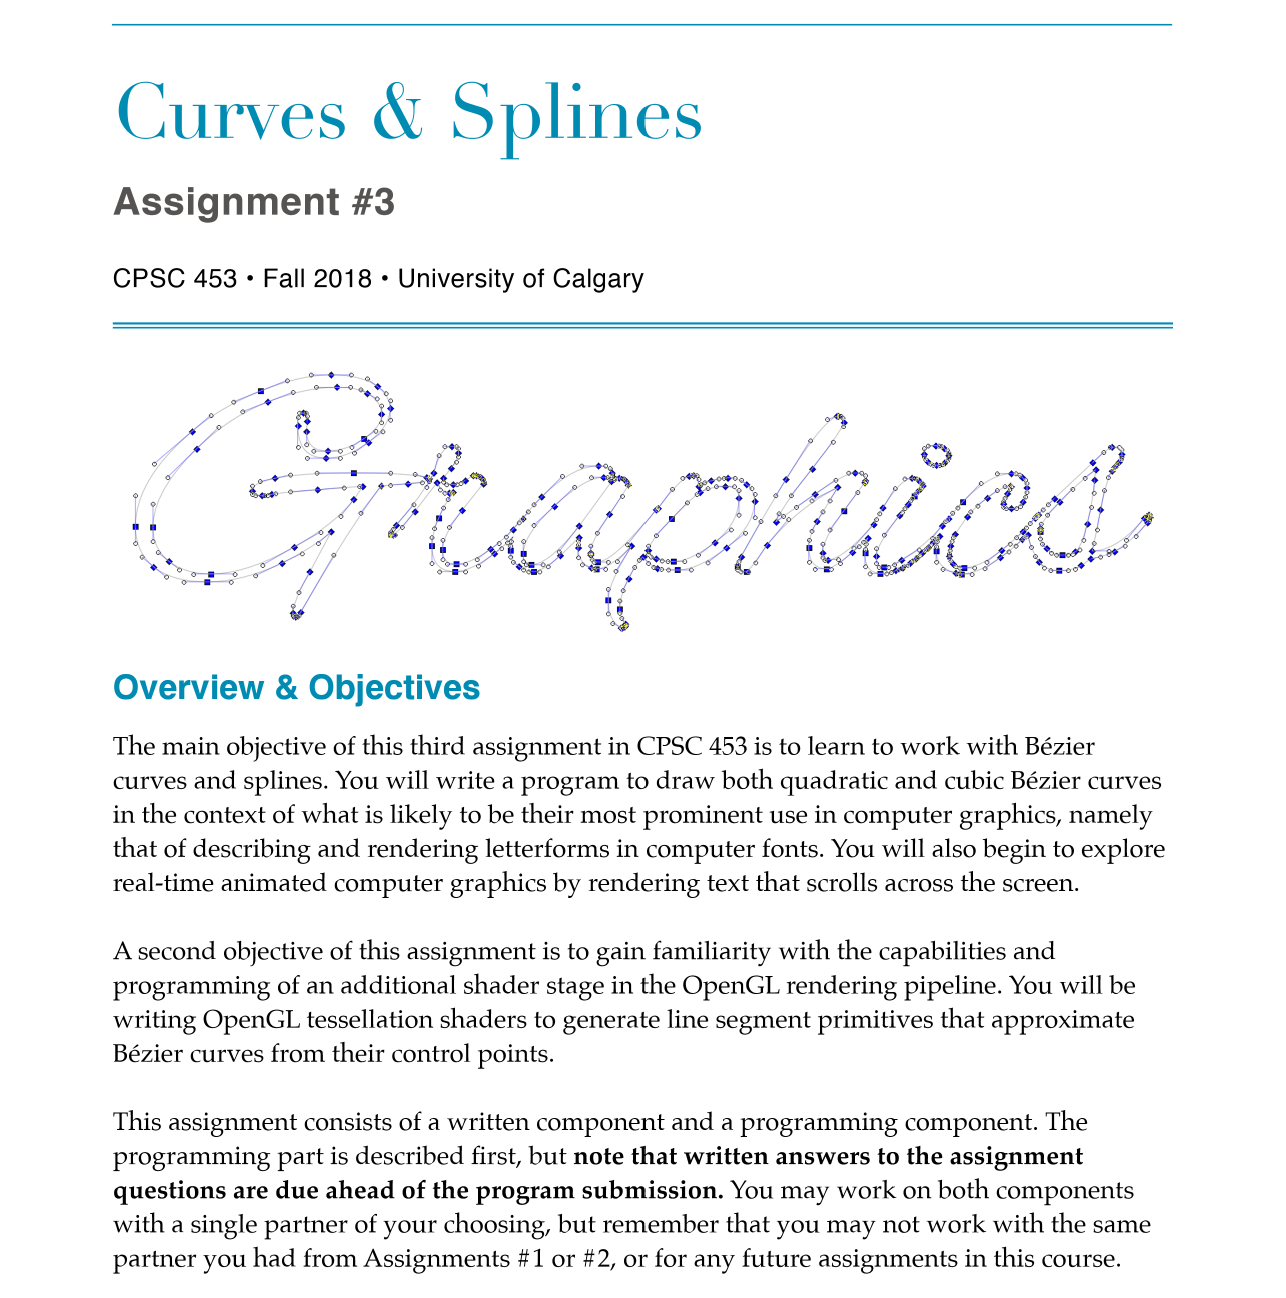 Curves & Splines
Assignment #3
CPSC 453 • Fall 2018 • University of Calgary
Graphics
Overview & Objectives
The main objective of this third assignment in CPSC 453 is to learn to work with Bézier
curves and splines. You will write a program to draw both quadratic and cubic Bézier curves
in the context of what is likely to be their most prominent use in computer graphics, namely
that of describing and rendering letterforms in computer fonts. You will also begin to explore
real-time animated computer graphics by rendering text that scrolls across the screen.
A second objective of this assignment is to gain familiarity with the capabilities and
programming of an additional shader stage in the OpenGL rendering pipeline. You will be
writing OpenGL tessellation shaders to generate line segment primitives that approximate
Bézier curves from their control points.
This assignment consists of a written component and a programming component. The
programming part is described first, but note that written answers to the assignment
questions are due ahead of the program submission. You may work on both components
with a single partner of your choosing, but remember that you may not work with the same
partner you had from Assignments #1 or #2, or for any future assignments in this course.